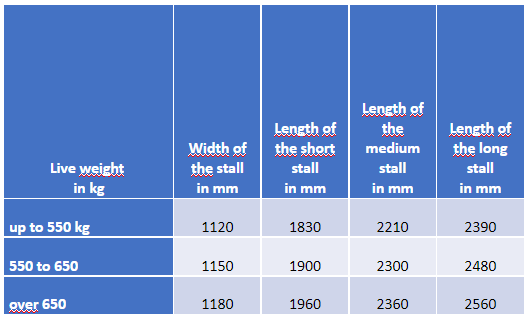 Live weight
in kg
Width of
the stall
in mm
Length of
the short
stall
in mm
Length of
the
medium
stall
in mm
Length of
the long
stall
in mm
up to 550 kg 1120 1830 2210 2390
550 to 650 1150 1900 2300 2480
over 650 1180 1960 2360 2560